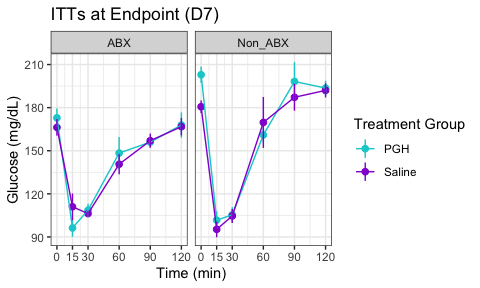 ITTs at Endpoint (D7)
ABX Non_ABX
210
180
150
120
90
Glucose (mg/dL)
0 15 30 60 90 120 0 15 30 60 90 120
Time (min)
Treatment Group
PGH
Saline